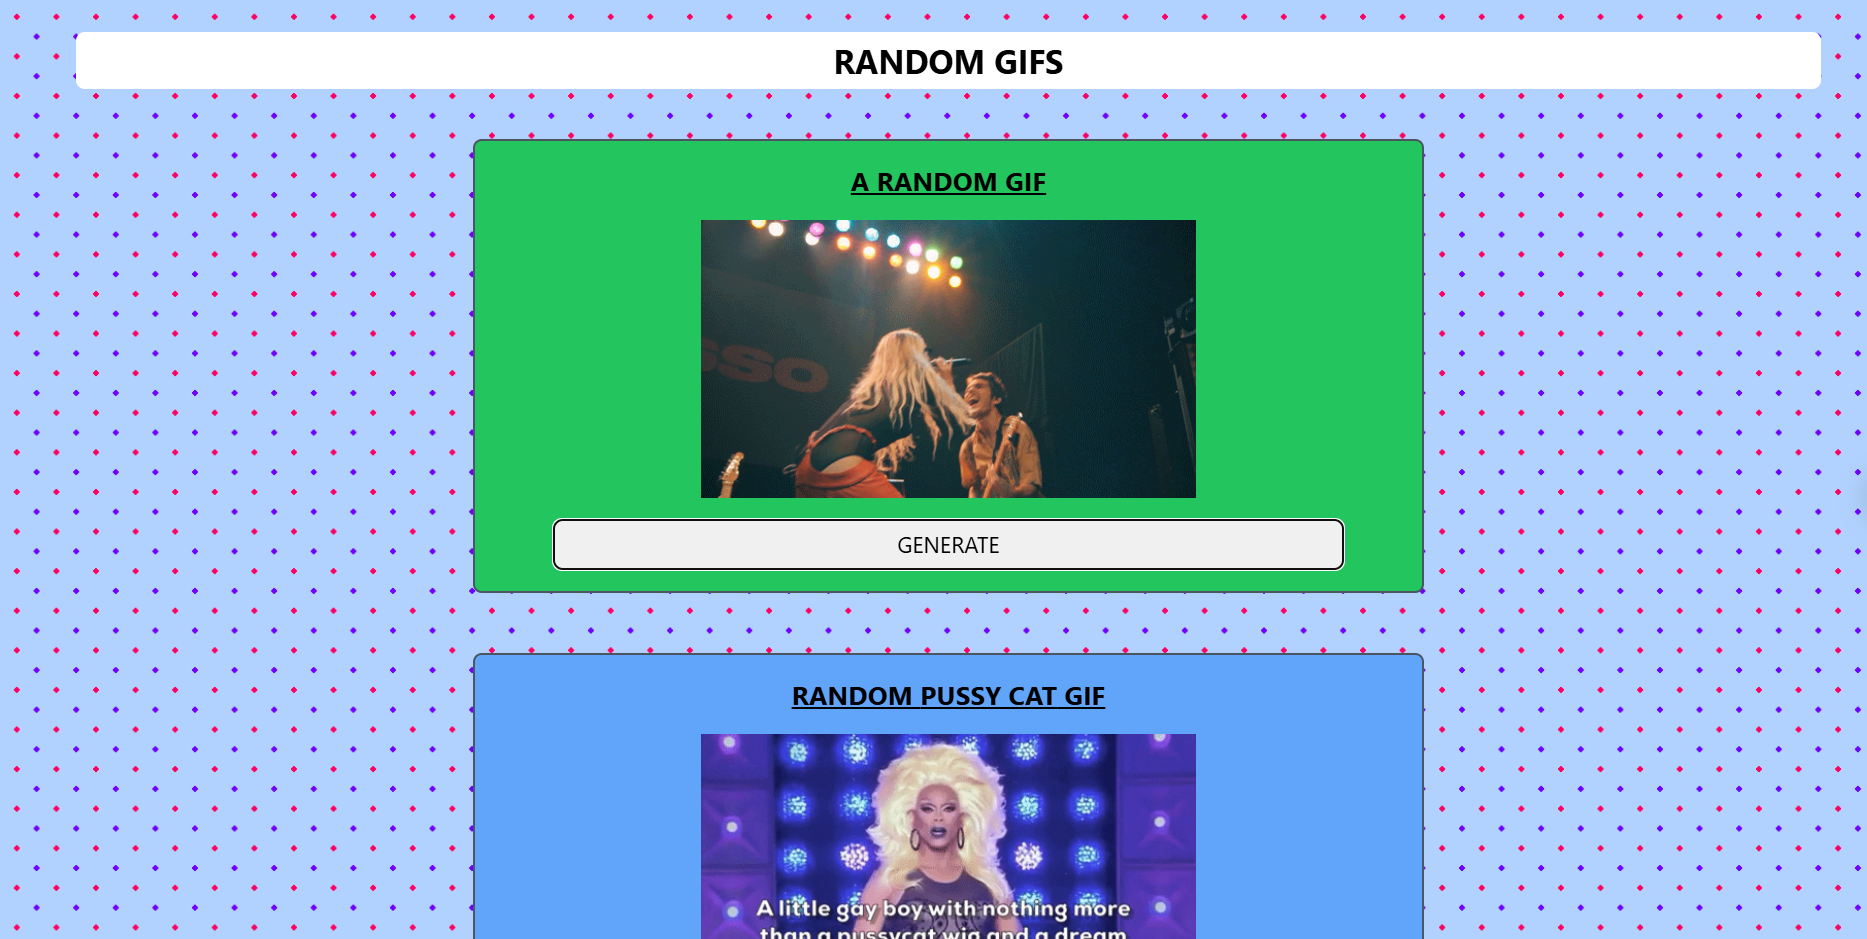 RANDOM GIFS
A RANDOM GIF
SSO
GENERATE
RANDOM PUSSY CAT GIF
A little gay boy with nothing more
than a pussycat wig and a dream